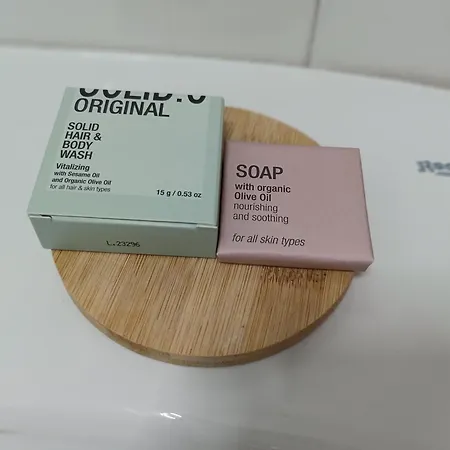 SOLID.O
ORIGINAL
SOLID
HAIR &
BODY
WASH
Vitalizing
with Sesame Oil
and Organic Olive Oil
for all hair & skin types
15 g / 0.53 oz
L.23296
SOAP
with organic
Olive Oil
nourishing
and soothing
for all skin types